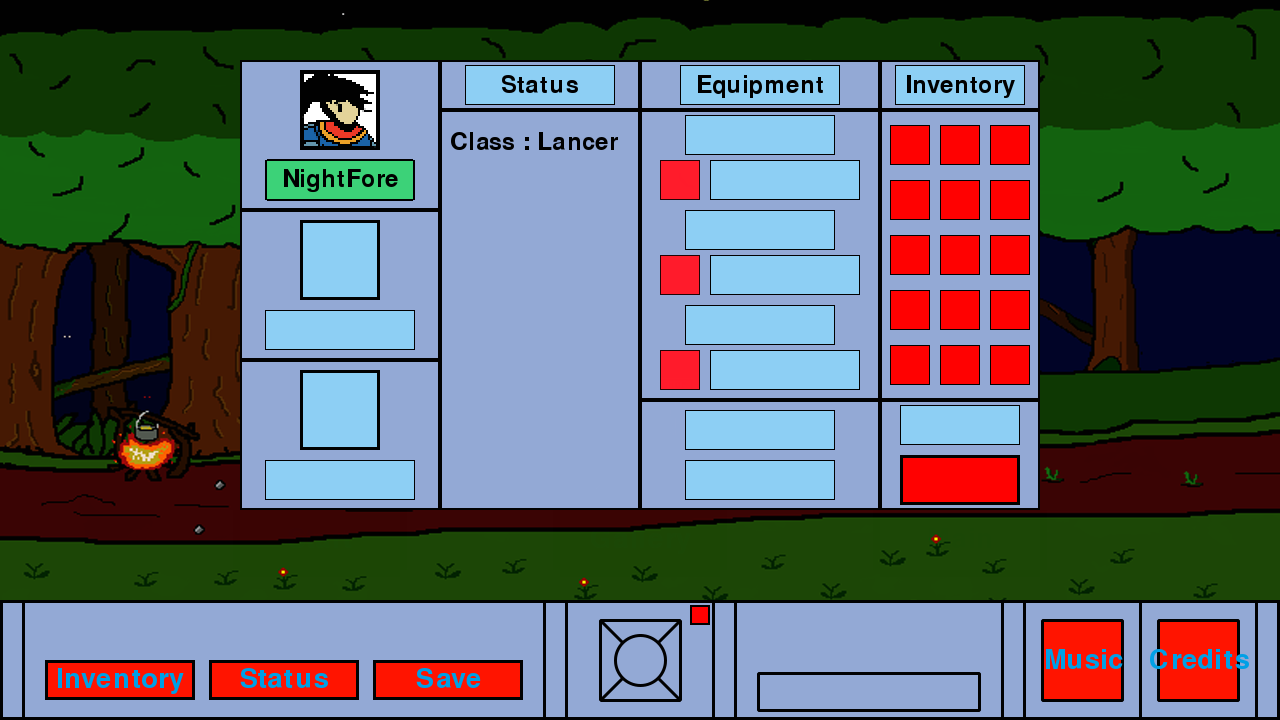 Status
Equipment
Inventory
Class : Lancer
NightFore
Inventory
Status
Save
Music
Credits